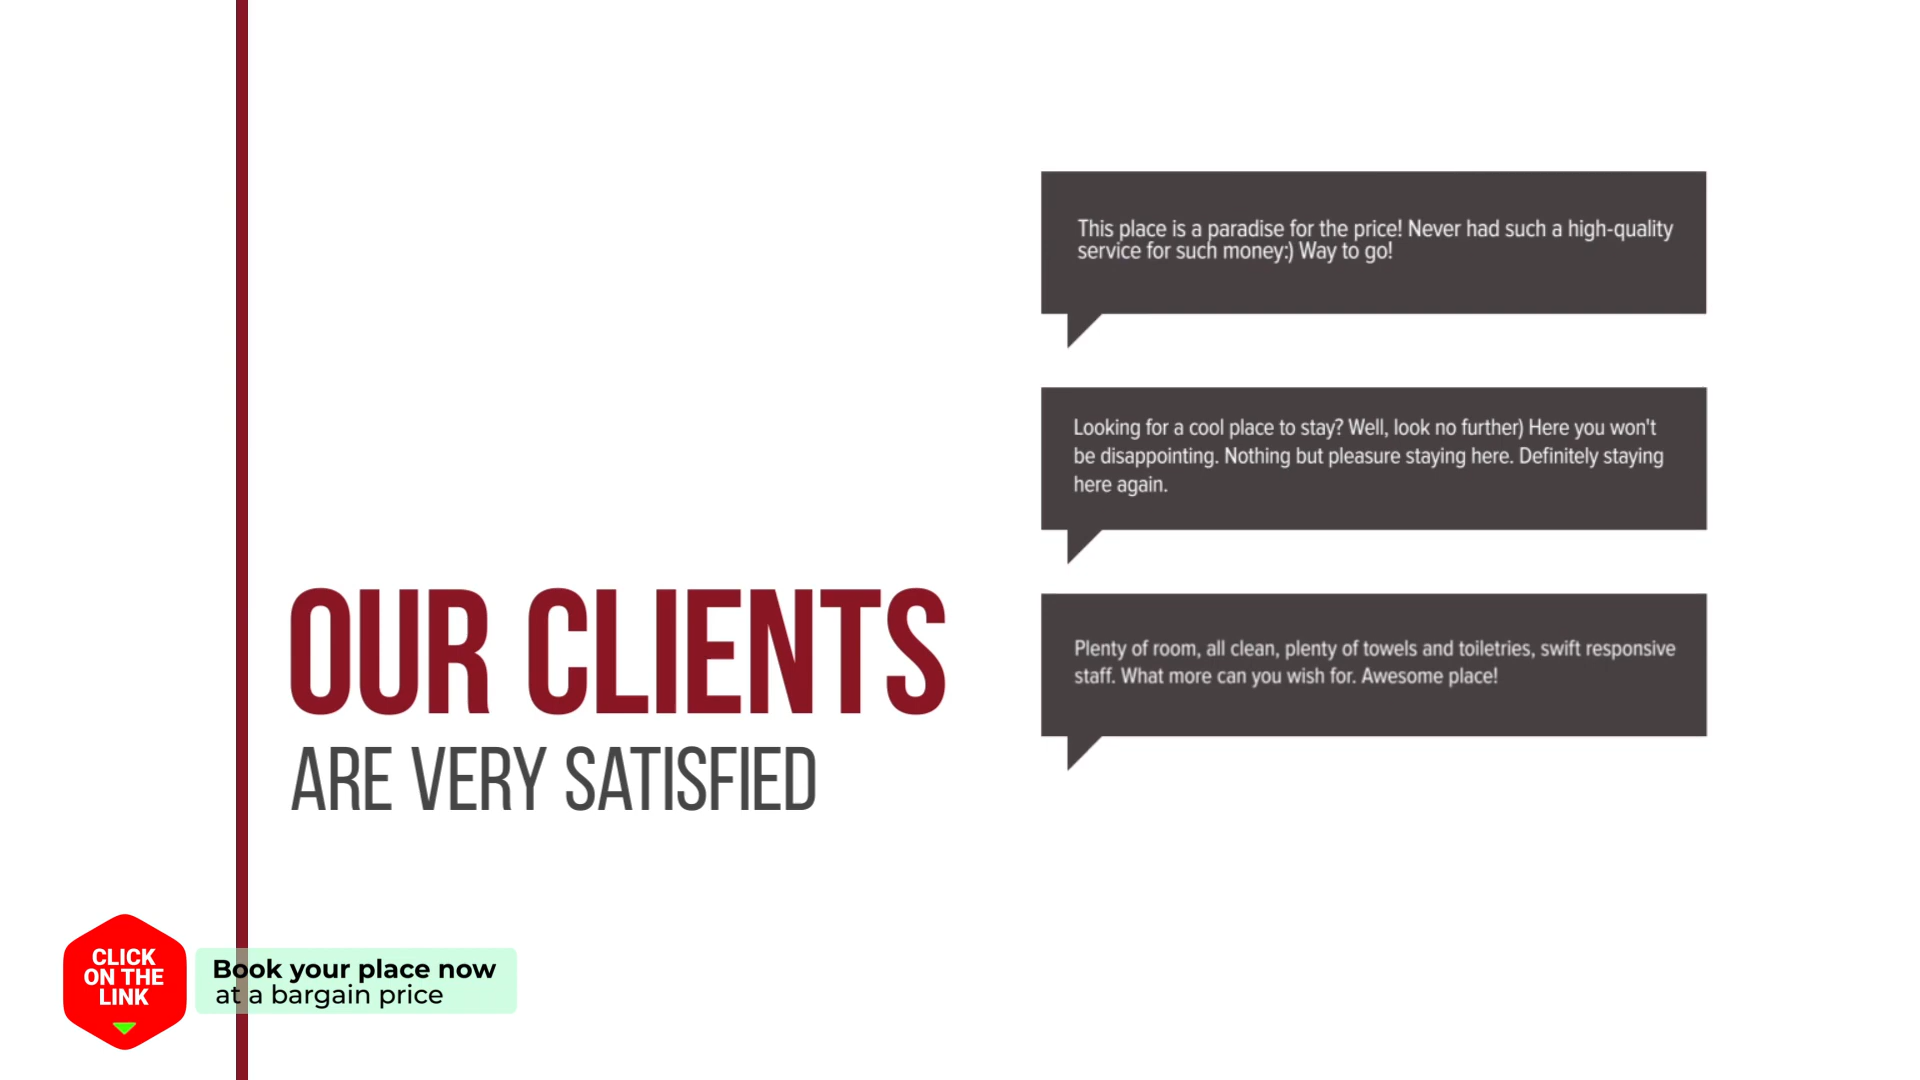 This place is a paradise for the price! Never had such a high-quality
service for such money:) Way to go!
Looking for a cool place to stay? Well, look no further) Here you won't
be disappointing. Nothing but pleasure staying here. Definitely staying
here again.
Plenty of room, all clean, plenty of towels and toiletries, swift responsive
staff. What more can you wish for. Awesome place!
OUR CLIENTS
ARE VERY SATISFIED
CLICK
ON THE
LINK
Book your place now
at a bargain price